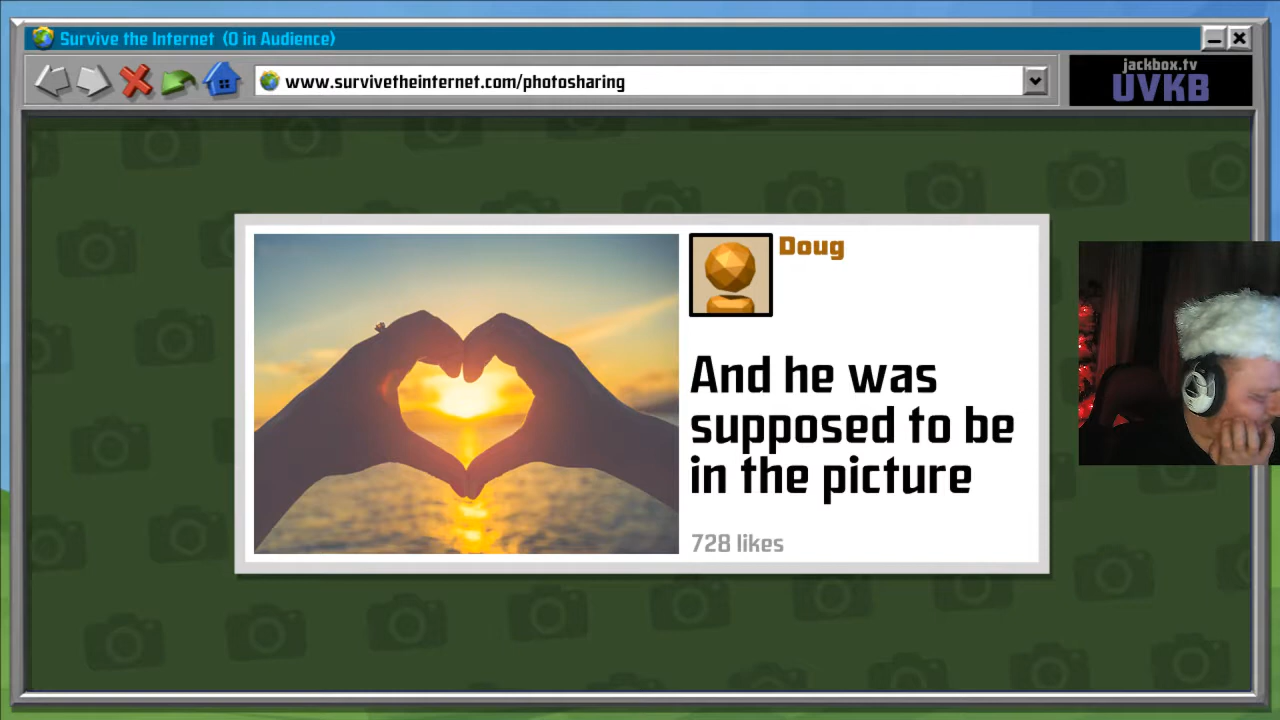 Survive the Internet (0 in Audience)
www.survivetheinternet.com/photosharing
jackbox.tv
UVKB
Doug
And he was
supposed to be
in the picture
728 likes